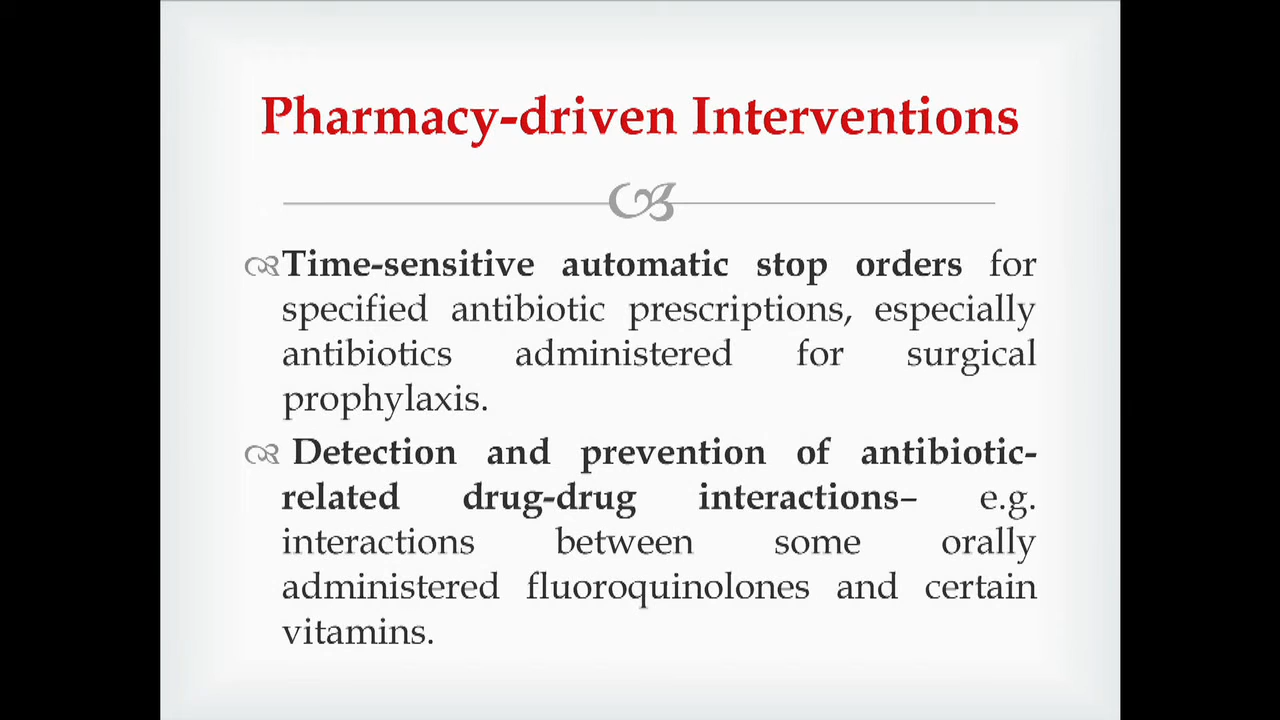 Pharmacy-driven Interventions
Time-sensitive automatic stop orders for
specified antibiotic prescriptions, especially
antibiotics administered for surgical
prophylaxis.
Detection and prevention of antibiotic-
related drug-drug interactions– e.g.
interactions between some orally
administered fluoroquinolones and certain
vitamins.